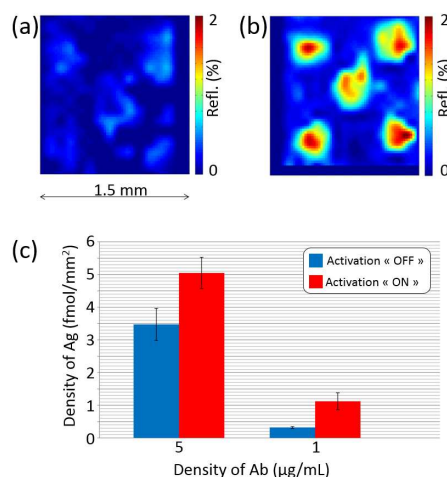 (a)
2
Refl. (%)
0
1.5 mm
(b)
2
Refl. (%)
0
(c)
Density of Ag (fmol/mm²)
6
5
4
3
2
1
0
Activation « OFF »
Activation « ON »
5 1
Density of Ab (µg/mL)